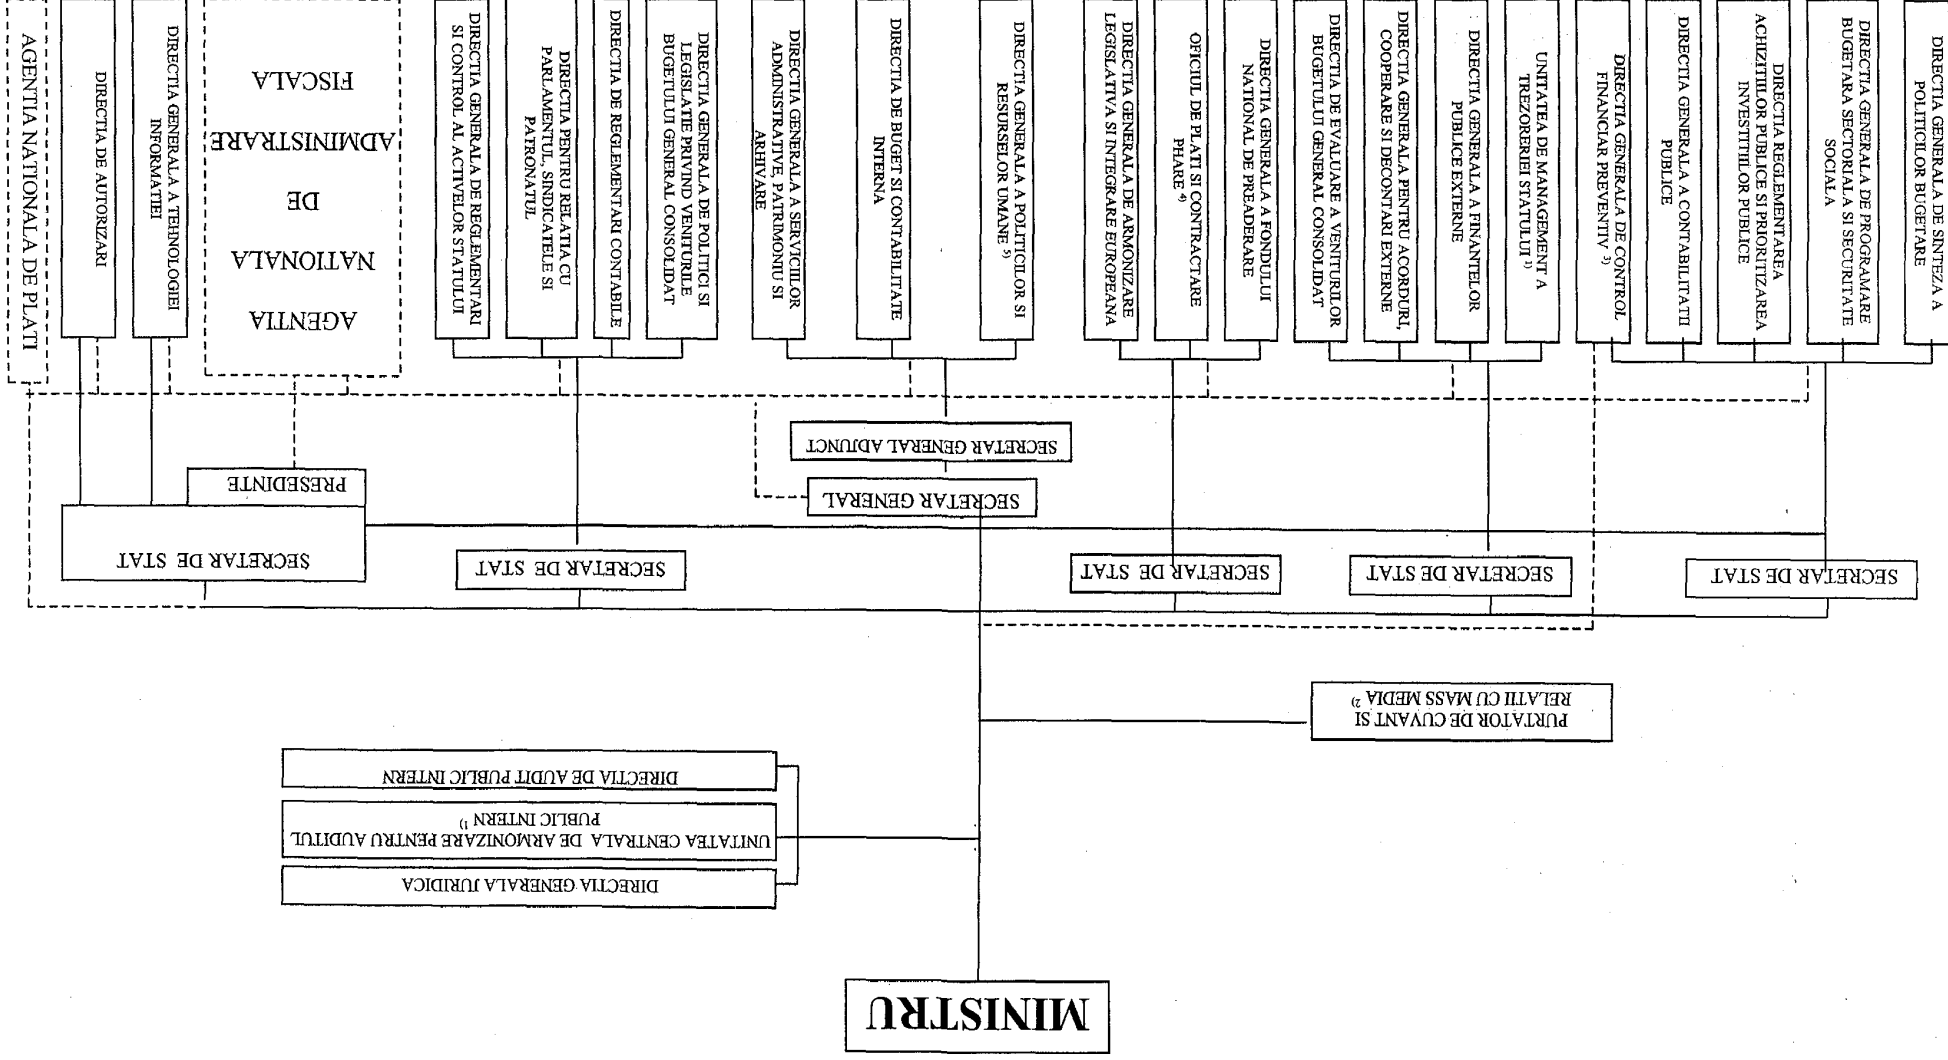 MINISTRU
DIRECTIA GENERALA JURIDICA
UNITATEA CENTRALA DE ARMONIZARE PENTRU AUDITUL
PUBLIC INTERN 1)
DIRECTIA DE AUDIT PUBLIC INTERN
PURTATOR DE CUVANT SI
RELATII CU MASS MEDIA 2)
SECRETAR DE STAT
SECRETAR DE STAT
SECRETAR DE STAT
SECRETAR DE STAT
SECRETAR DE STAT
PRESEDINTE
SECRETAR GENERAL
SECRETAR GENERAL ADJUNCT
DIRECTIA GENERALA DE SINTEZA A
POLITICILOR BUGETARE
DIRECTIA GENERALA DE PROGRAMARE
BUGETARA SECTORIALA SI SECURITATE
SOCIALA
DIRECTIA REGLEMENTAREA
ACHIZITIILOR PUBLICE SI PRIORITIZAREA
INVESTITIILOR PUBLICE
DIRECTIA GENERALA A CONTABILITATII
PUBLICE
DIRECTIA GENERALA DE CONTROL
FINANCIAR PREVENTIV 3)
UNITATEA DE MANAGEMENT A
TREZORERIEI STATULUI 1)
DIRECTIA GENERALA A FINANTELOR
PUBLICE EXTERNE
DIRECTIA GENERALA PENTRU ACORDURI,
COOPERARE SI DECONTARI EXTERNE
DIRECTIA DE EVALUARE A VENITURILOR
BUGETULUI GENERAL CONSOLIDAT
DIRECTIA GENERALA A FONDULUI
NATIONAL DE PREADERARE
OFICIUL DE PLATI SI CONTRACTARE
PHARE 4)
DIRECTIA GENERALA DE ARMONIZARE
LEGISLATIVA SI INTEGRARE EUROPEANA
DIRECTIA GENERALA A POLITICILOR SI
RESURSELOR UMANE 5)
DIRECTIA DE BUGET SI CONTABILITATE
INTERNA
DIRECTIA GENERALA A SERVICIILOR
ADMINISTRATIVE, PATRIMONIU SI
ARHIVARE
DIRECTIA GENERALA DE POLITICI SI
LEGISLATIE PRIVIND VENITURILE
BUGETULUI GENERAL CONSOLIDAT
DIRECTIA DE REGLEMENTARI CONTABILE
DIRECTIA PENTRU RELATIA CU
PARLAMENTUL, SINDICATELE SI
PATRONATUL
DIRECTIA GENERALA DE REGLEMENTARI
SI CONTROL AL ACTIVELOR STATULUI
AGENTIA
NATIONALA
DE
ADMINISTRARE
FISCALA
DIRECTIA GENERALA A TEHNOLOGIEI
INFORMATIEI
DIRECTIA DE AUTORIZARI
AGENTIA NATIONALA DE PLATI